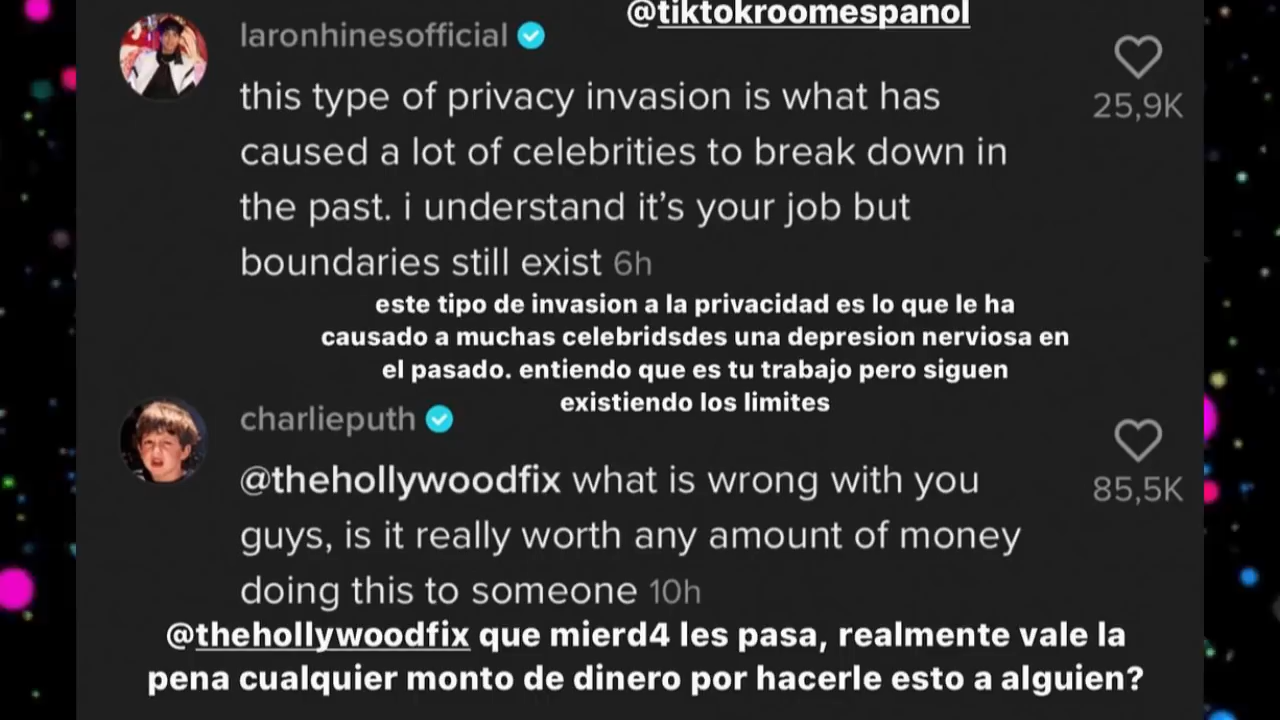 @tiktokroomespanol
laronhinesofficial
this type of privacy invasion is what has
caused a lot of celebrities to break down in
the past. i understand it's your job but
boundaries still exist 6h
25,9K
este tipo de invasion a la privacidad es lo que le ha
causado a muchas celebridsdes una depresion nerviosa en
el pasado. entiendo que es tu trabajo pero siguen
existiendo los limites
charlieputh
@thehollywoodfix what is wrong with you
guys, is it really worth any amount of money
doing this to someone 10h
85,5K
@thehollywoodfix que mierd4 les pasa, realmente vale la
pena cualquier monto de dinero por hacerle esto a alguien?